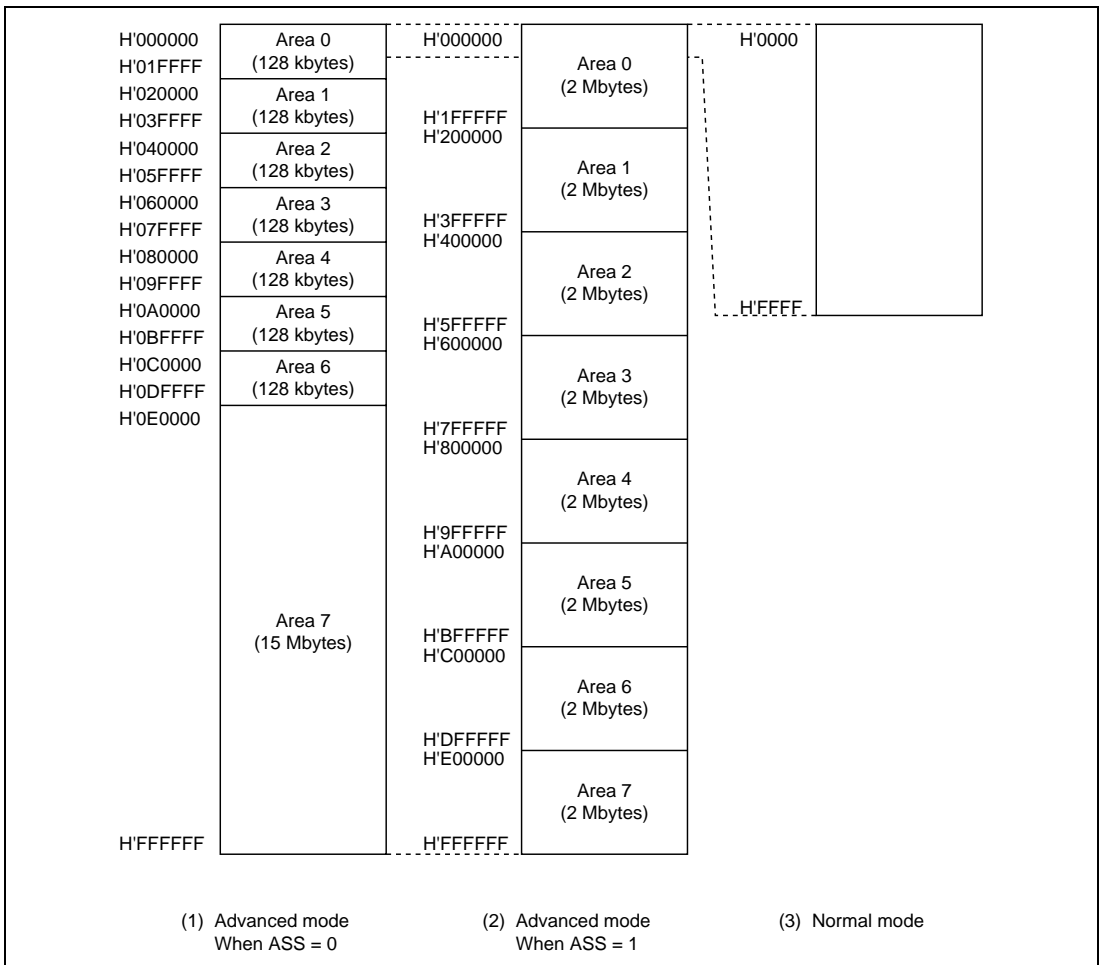 H'000000
H'01FFFF
H'020000
H'03FFFF
H'040000
H'05FFFF
H'060000
H'07FFFF
H'080000
H'09FFFF
H'0A0000
H'0BFFFF
H'0C0000
H'0DFFFF
H'0E0000
H'FFFFFF
Area 0
(128 kbytes)
Area 1
(128 kbytes)
Area 2
(128 kbytes)
Area 3
(128 kbytes)
Area 4
(128 kbytes)
Area 5
(128 kbytes)
Area 6
(128 kbytes)
Area 7
(15 Mbytes)
(1) Advanced mode
When ASS = 0
H'000000
H'1FFFFF
H'200000
H'3FFFFF
H'400000
H'5FFFFF
H'600000
H'7FFFFF
H'800000
H'9FFFFF
H'A00000
H'BFFFFF
H'C00000
H'DFFFFF
H'E00000
H'FFFFFF
Area 0
(2 Mbytes)
Area 1
(2 Mbytes)
Area 2
(2 Mbytes)
Area 3
(2 Mbytes)
Area 4
(2 Mbytes)
Area 5
(2 Mbytes)
Area 6
(2 Mbytes)
Area 7
(2 Mbytes)
(2) Advanced mode
When ASS = 1
H'0000
H'FFFF
(3) Normal mode